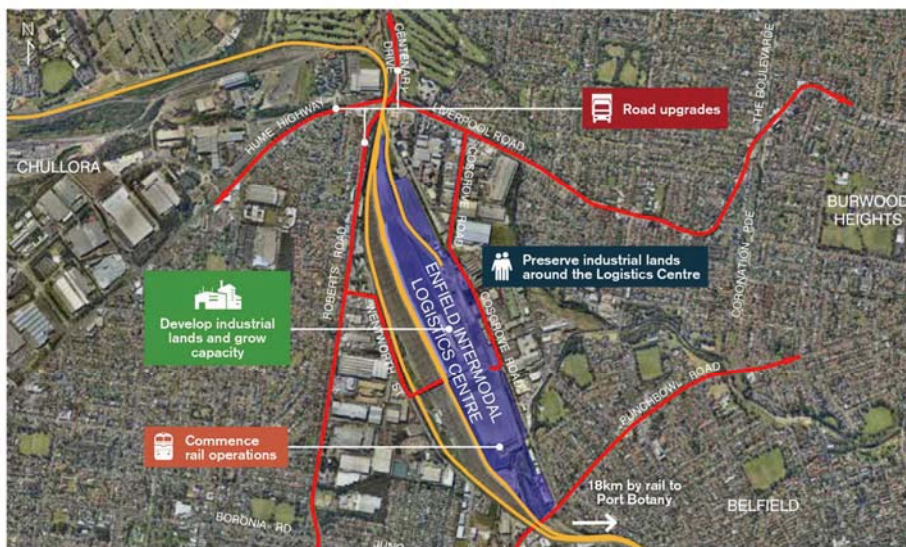 N
CENTENARY
DRIVE
THE BOULEVARDE
Road upgrades
HUME HIGHWAY
LIVERPOOL ROAD
CHULLORA
COSGROVE ROAD
BURWOOD
HEIGHTS
ROBERTS ROAD
Preserve industrial lands
around the Logistics Centre
CORONATION PDE
ENFIELD INTERMODAL
LOGISTICS CENTRE
COSGROVE ROAD
Develop industrial
lands and grow
capacity
WENTWORTH ST
PUNCHBOWL ROAD
Commence
rail operations
18km by rail to
Port Botany
BELFIELD
BORONIA RD